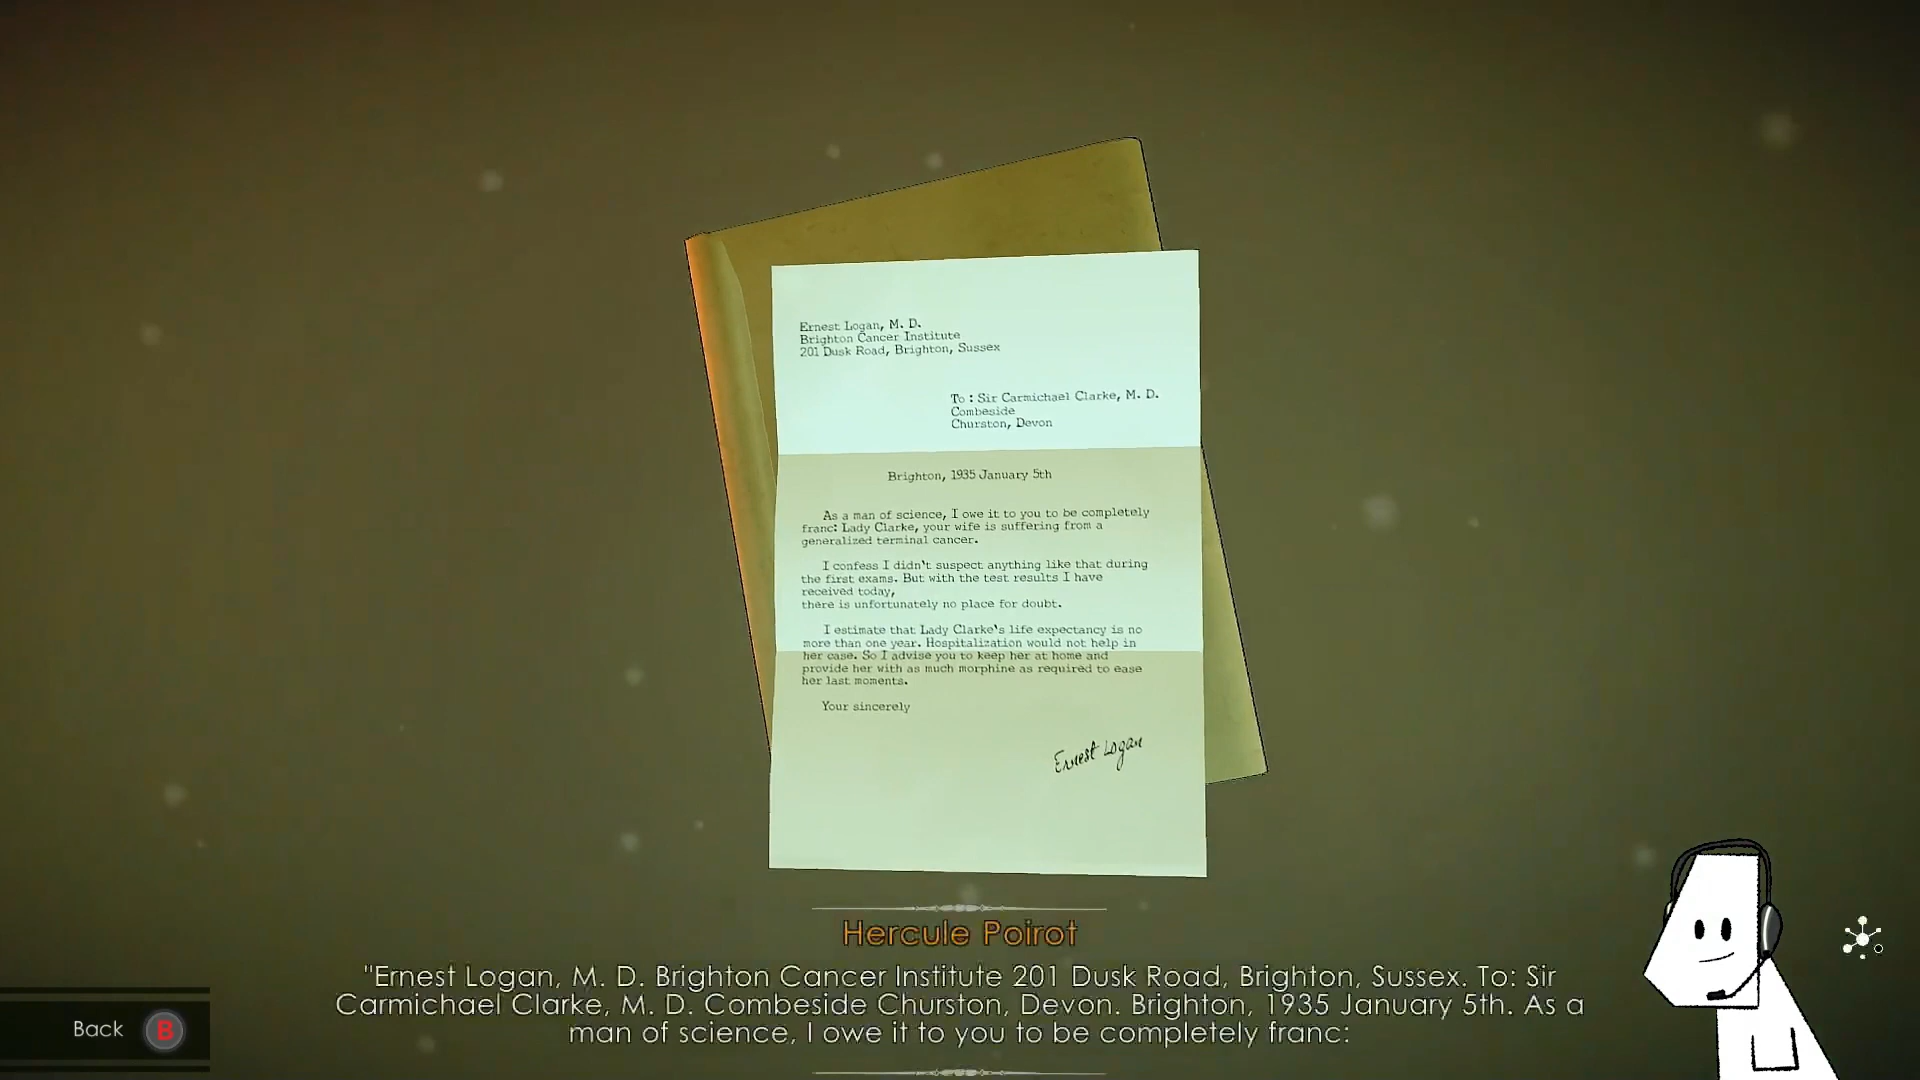 Ernest Logan, M. D.
Brighton Cancer Institute
201 Dusk Road, Brighton, Sussex
To : Sir Carmichael Clarke, M. D.
Combeside
Churston, Devon
Brighton, 1935 January 5th
As a man of science, I owe it to you to be completely
franc: Lady Clarke, your wife is suffering from a
generalized terminal cancer.
I confess I didn't suspect anything like that during
the first exams. But with the test results I have
received today,
there is unfortunately no place for doubt.
I estimate that Lady Clarke's life expectancy is no
more than one year. Hospitalization would not help in
her case. So I advise you to keep her at home and
provide her with as much morphine as required to ease
her last moments.
Your sincerely
Ernest Logan
Hercule Poirot
"Ernest Logan, M. D. Brighton Cancer Institute 201 Dusk Road, Brighton, Sussex. To: Sir
Carmichael Clarke, M. D. Combeside Churston, Devon. Brighton, 1935 January 5th. As a
man of science, I owe it to you to be completely franc:
Back B